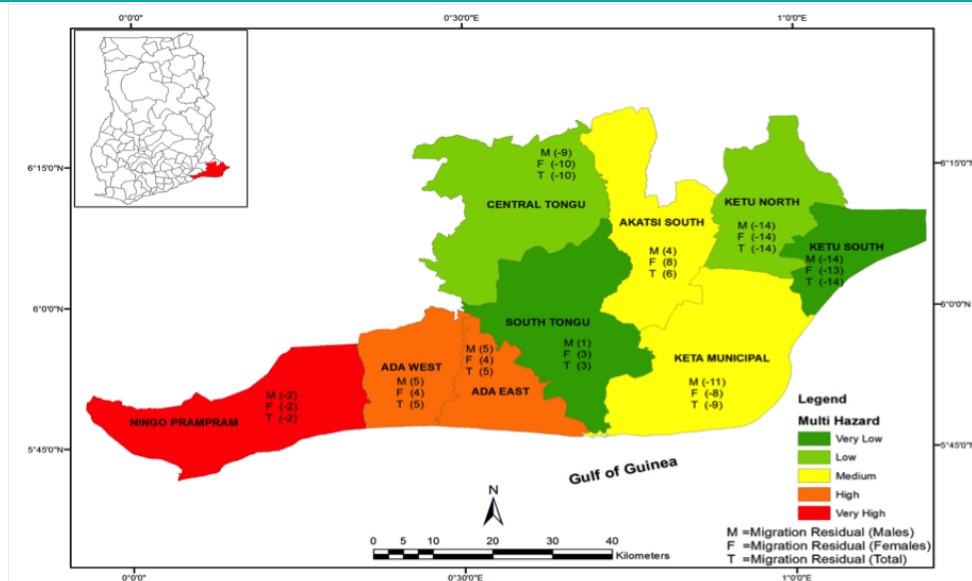 0°0'0"
0°30'0"E
1°0'0"E
6°15'0"N
6°15'0"N
M (-9)
F (-10)
T (-10)
CENTRAL TONGU
AKATSI SOUTH
M (4)
F (8)
T (6)
KETU NORTH
M (-14)
F (-14)
T (-14)
KETU SOUTH
M (-14)
F (-13)
T (-14)
6°0'0"N
6°0'0"N
SOUTH TONGU
M (1)
F (3)
T (3)
KETA MUNICIPAL
M (-11)
F (-8)
T (-9)
ADA WEST
M (5)
F (4)
T (5)
M (5)
F (4)
T (5)
ADA EAST
M (-2)
F (-2)
T (-2)
NINGO PRAMPRAM
5°45'0"N
5°45'0"N
Gulf of Guinea
Legend
Multi Hazard
Very Low
Low
Medium
High
Very High
M =Migration Residual (Males)
F =Migration Residual (Females)
T =Migration Residual (Total)
N
0 5 10 20 30 40
Kilometers
0°0'0"
0°30'0"E
1°0'0"E